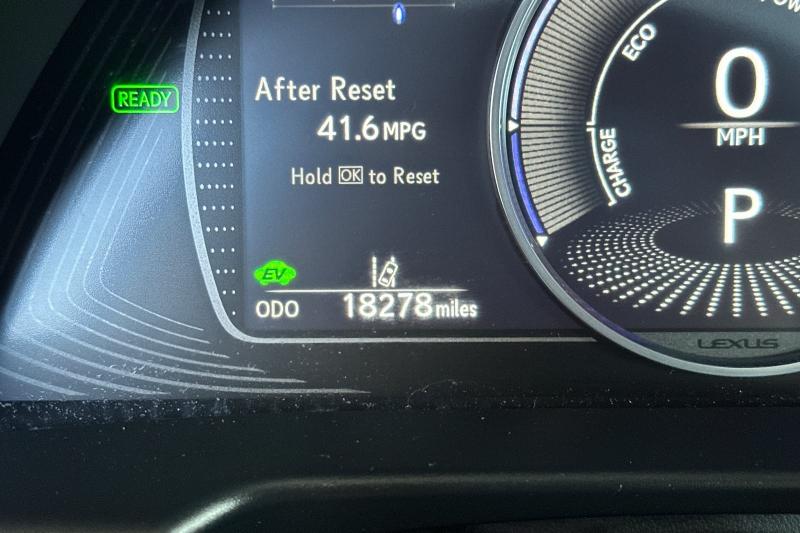 READY
After Reset
41.6 MPG
Hold OK to Reset
EV
ODO 18278 miles
ECO
CHARGE
0
MPH
P
LEXUS